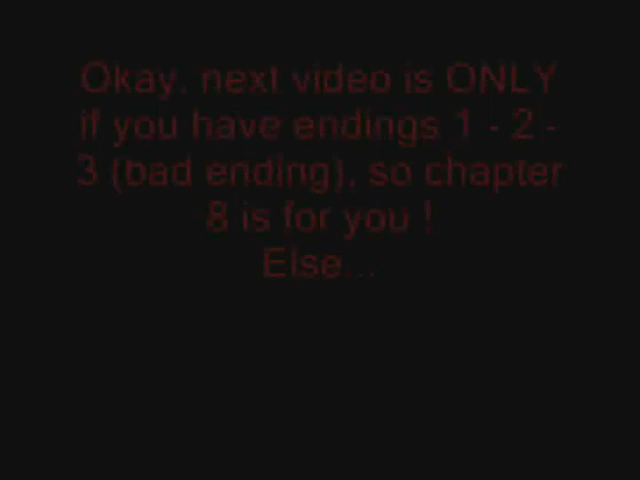 Okay, next video is ONLY
if you have endings 1 - 2 -
3 (bad ending), so chapter
8 is for you !
Else...